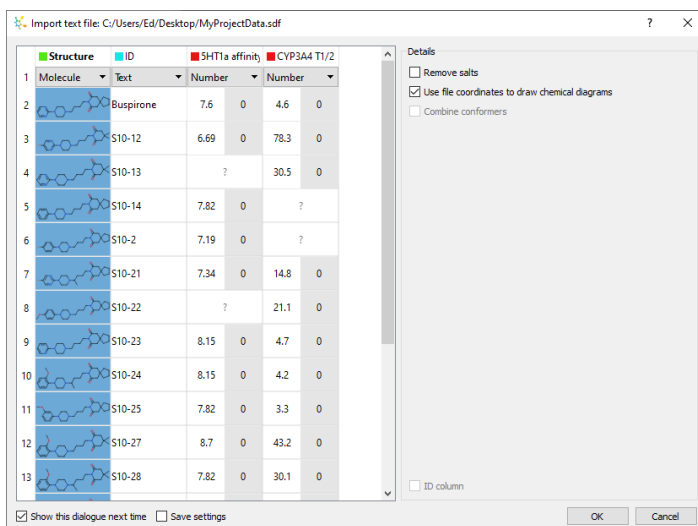 Import text file: C:/Users/Ed/Desktop/MyProjectData.sdf ? ×
Structure ID 5HT1a affinity CYP3A4 T1/2
1 Molecule Text Number Number
2 Buspirone 7.6 0 4.6 0
3 S10-12 6.69 0 78.3 0
4 S10-13 ? 30.5 0
5 S10-14 7.82 0 ?
6 S10-2 7.19 0 ?
7 S10-21 7.34 0 14.8 0
8 S10-22 ? 21.1 0
9 S10-23 8.15 0 4.7 0
10 S10-24 8.15 0 4.2 0
11 S10-25 7.82 0 3.3 0
12 S10-27 8.7 0 43.2 0
13 S10-28 7.82 0 30.1 0
Details
Remove salts
Use file coordinates to draw chemical diagrams
Combine conformers
ID column
Show this dialogue next time Save settings OK Cancel